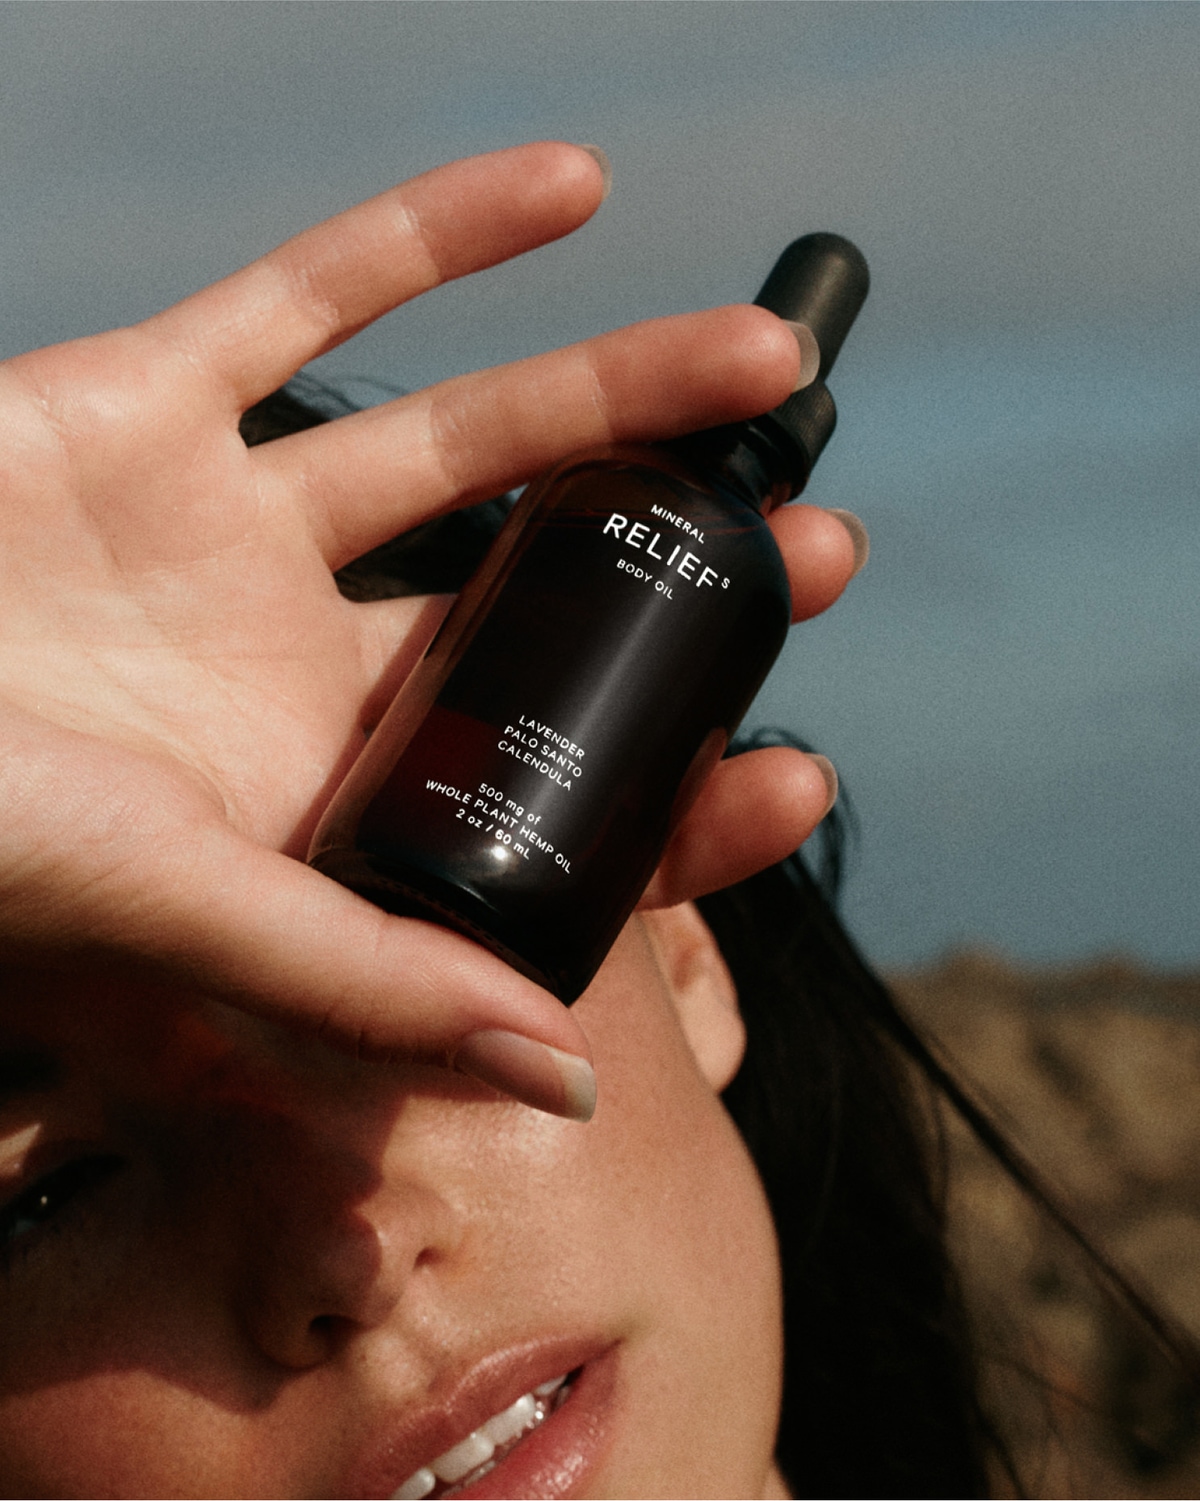 MINERAL
RELIEFˢ
BODY OIL
LAVENDER
PALO SANTO
CALENDULA
500 mg of
WHOLE PLANT HEMP OIL
2 oz / 60 mL